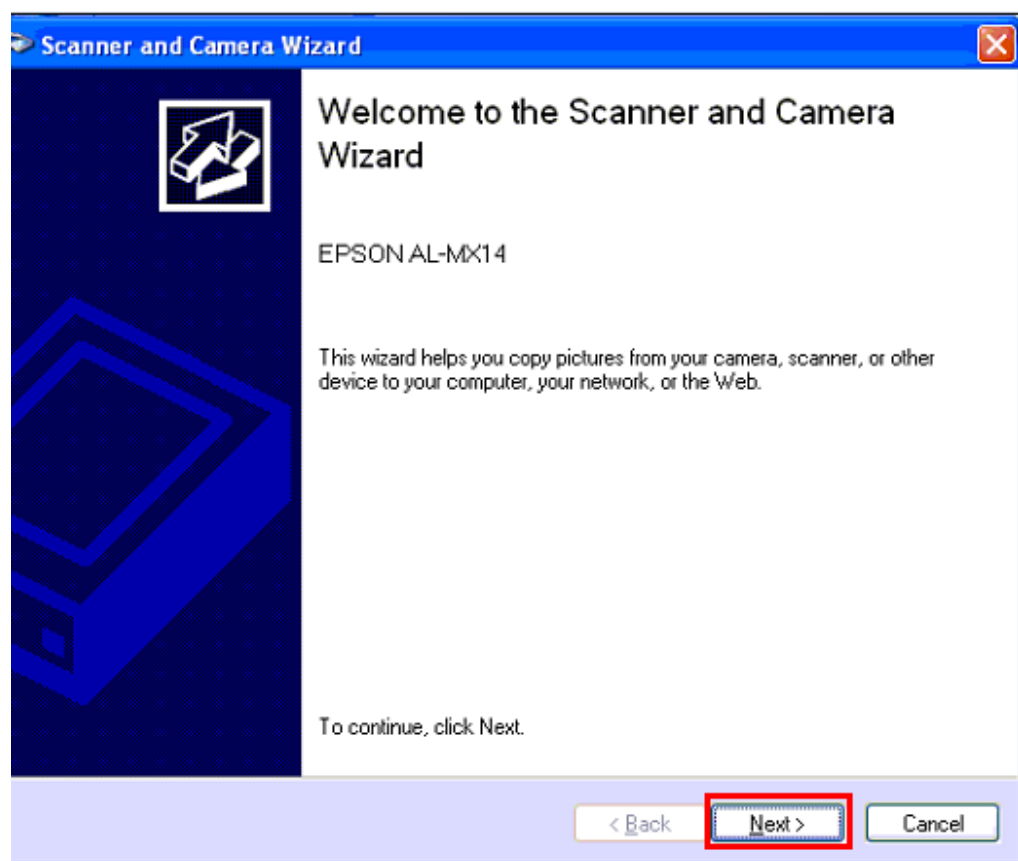 Scanner and Camera Wizard
Welcome to the Scanner and Camera
Wizard
EPSON AL-MX14
This wizard helps you copy pictures from your camera, scanner, or other
device to your computer, your network, or the Web.
To continue, click Next.
< Back Next > Cancel